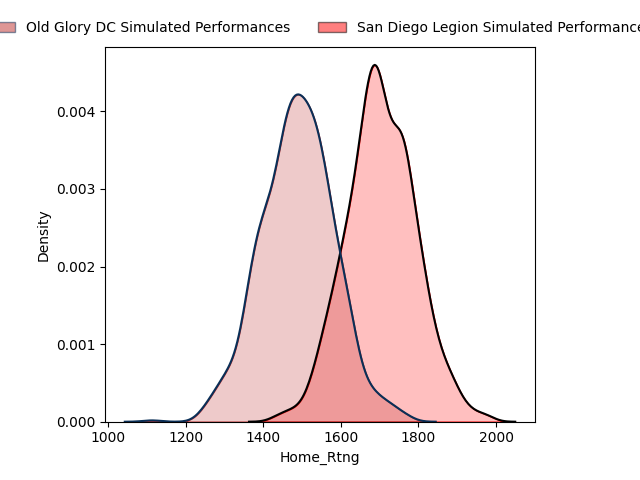 Old Glory DC Simulated Performances San Diego Legion Simulated Performance
0.004
0.003
0.002
0.001
0.000
Density
1000 1200 1400 1600 1800 2000
Home_Rtng